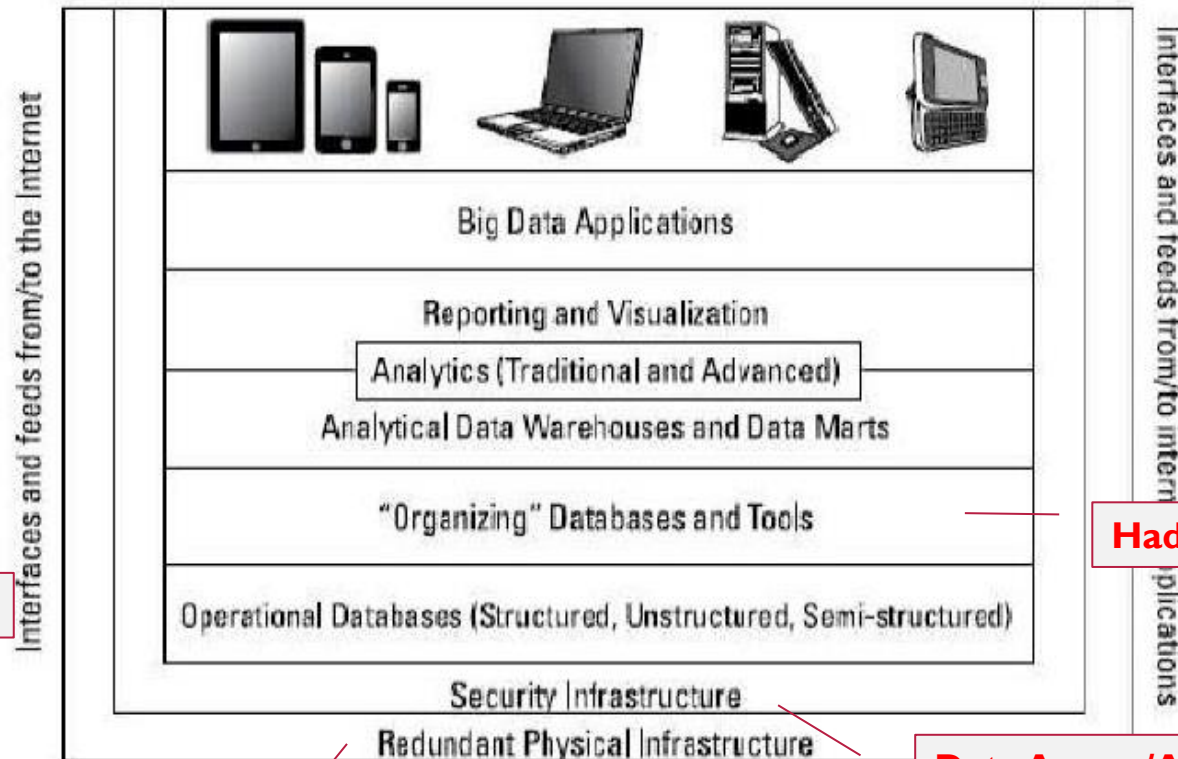 Interfaces and feeds from/to the Internet
Big Data Applications
Reporting and Visualization
Analytics (Traditional and Advanced)
Analytical Data Warehouses and Data Marts
"Organizing" Databases and Tools
Had
Operational Databases (Structured, Unstructured, Semi-structured)
Security Infrastructure
Redundant Physical Infrastructure
Interfaces and feeds from/to intern
plications